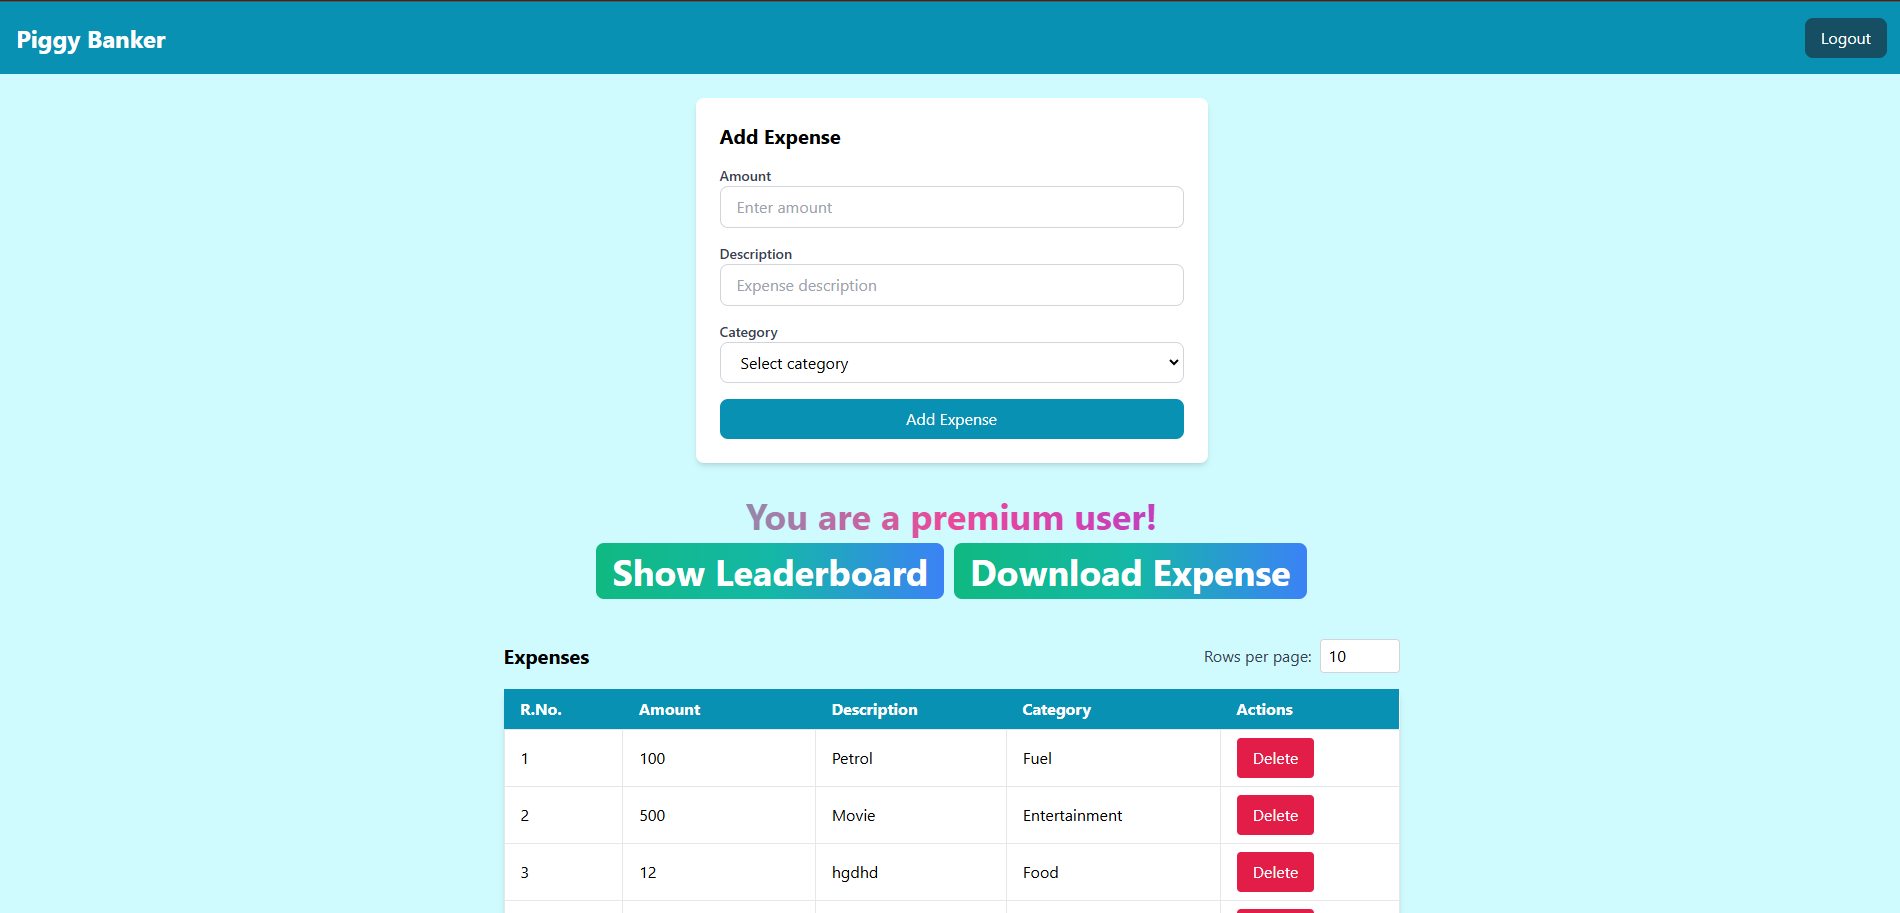 Piggy Banker
Logout
Add Expense
Amount
Enter amount
Description
Expense description
Category
Select category
Add Expense
You are a premium user!
Show Leaderboard Download Expense
Expenses
Rows per page: 10
R.No. Amount Description Category Actions
1 100 Petrol Fuel Delete
2 500 Movie Entertainment Delete
3 12 hgdhd Food Delete